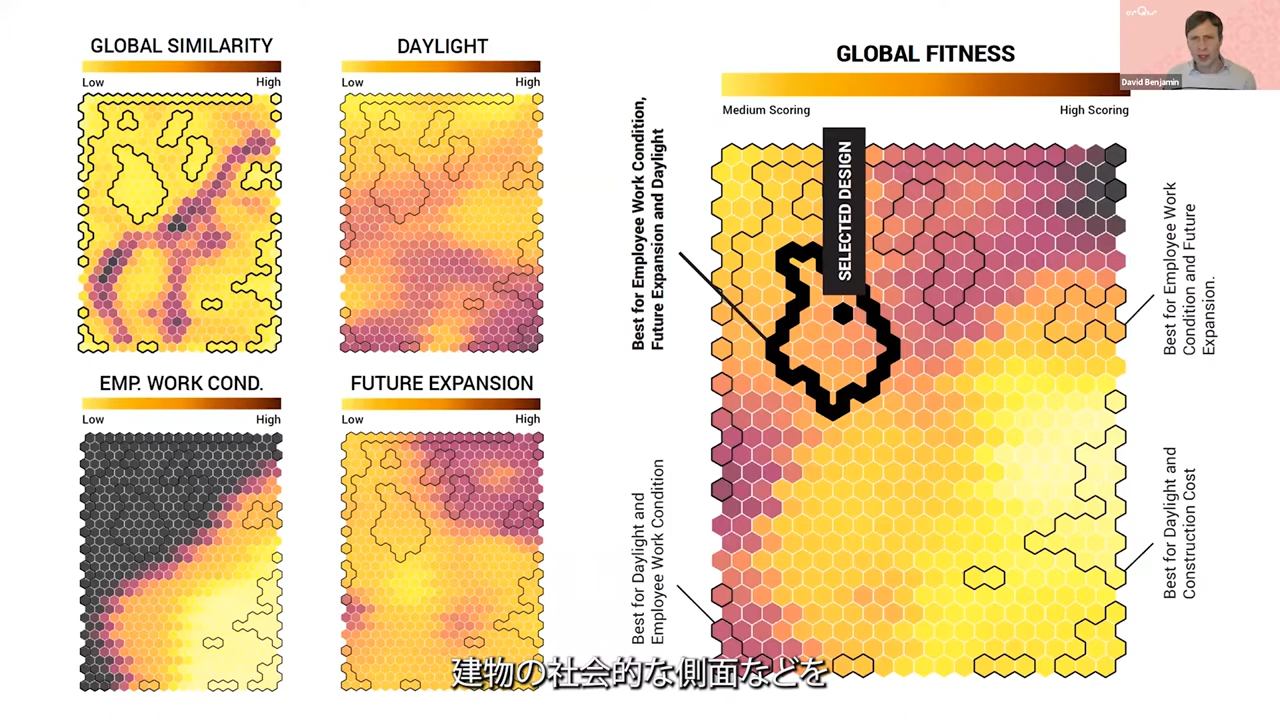 GLOBAL SIMILARITY
Low
High
DAYLIGHT
Low
High
EMP. WORK COND.
Low
High
FUTURE EXPANSION
Low
High
GLOBAL FITNESS
Medium Scoring
High Scoring
SELECTED DESIGN
Best for Employee Work Condition,
Future Expansion and Daylight
Best for Daylight and
Employee Work Condition
Best for Employee Work
Condition and Future
Expansion.
Best for Daylight and
Construction Cost
David Benjamin
建物の社会的な側面などを